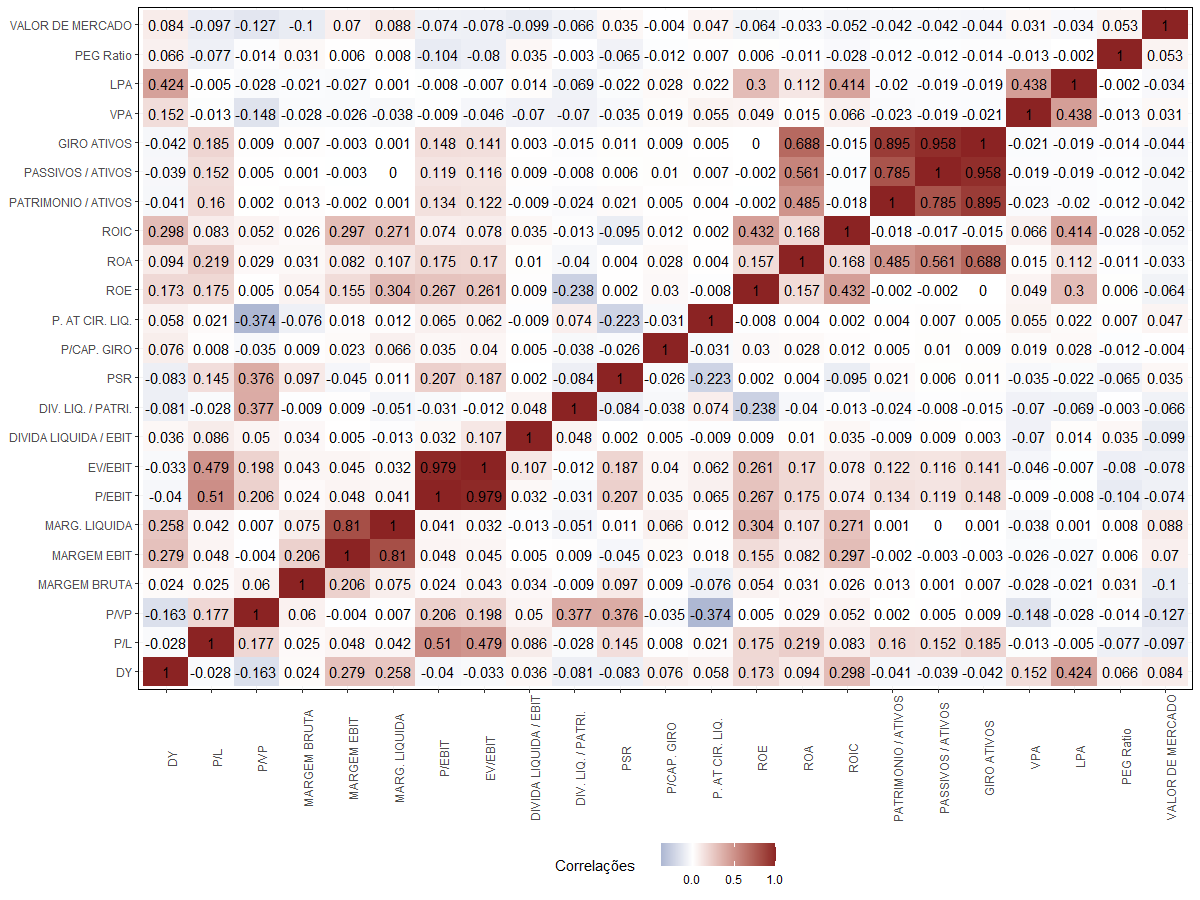 VALOR DE MERCADO 0.084 -0.097 -0.127 -0.1 0.07 0.088 -0.074 -0.078 -0.099 -0.066 0.035 -0.004 0.047 -0.064 -0.033 -0.052 -0.042 -0.042 -0.044 0.031 -0.034 0.053 1
PEG Ratio 0.066 -0.077 -0.014 0.031 0.006 0.008 -0.104 -0.08 0.035 -0.003 -0.065 -0.012 0.007 0.006 -0.011 -0.028 -0.012 -0.012 -0.014 -0.013 -0.002 1 0.053
LPA 0.424 -0.005 -0.028 -0.021 -0.027 0.001 -0.008 -0.007 0.014 -0.069 -0.022 0.028 0.022 0.3 0.112 0.414 -0.02 -0.019 -0.019 0.438 1 -0.002 -0.034
VPA 0.152 -0.013 -0.148 -0.028 -0.026 -0.038 -0.009 -0.046 -0.07 -0.07 -0.035 0.019 0.055 0.049 0.015 0.066 -0.023 -0.019 -0.021 1 0.438 -0.013 0.031
GIRO ATIVOS -0.042 0.185 0.009 0.007 -0.003 0.001 0.148 0.141 0.003 -0.015 0.011 0.009 0.005 0 0.688 -0.015 0.895 0.958 1 -0.021 -0.019 -0.014 -0.044
PASSIVOS / ATIVOS -0.039 0.152 0.005 0.001 -0.003 0 0.119 0.116 0.009 -0.008 0.006 0.01 0.007 -0.002 0.561 -0.017 0.785 1 0.958 -0.019 -0.019 -0.012 -0.042
PATRIMONIO / ATIVOS -0.041 0.16 0.002 0.013 -0.002 0.001 0.134 0.122 -0.009 -0.024 0.021 0.005 0.004 -0.002 0.485 -0.018 1 0.785 0.895 -0.023 -0.02 -0.012 -0.042
ROIC 0.298 0.083 0.052 0.026 0.297 0.271 0.074 0.078 0.035 -0.013 -0.095 0.012 0.002 0.432 0.168 1 -0.018 -0.017 -0.015 0.066 0.414 -0.028 -0.052
ROA 0.094 0.219 0.029 0.031 0.082 0.107 0.175 0.17 0.01 -0.04 0.004 0.028 0.004 0.157 1 0.168 0.485 0.561 0.688 0.015 0.112 -0.011 -0.033
ROE 0.173 0.175 0.005 0.054 0.155 0.304 0.267 0.261 0.009 -0.238 0.002 0.03 -0.008 1 0.157 0.432 -0.002 -0.002 0 0.049 0.3 0.006 -0.064
P. AT CIR. LIQ. 0.058 0.021 -0.374 -0.076 0.018 0.012 0.065 0.062 -0.009 0.074 -0.223 -0.031 1 -0.008 0.004 0.002 0.004 0.007 0.005 0.055 0.022 0.007 0.047
P/CAP. GIRO 0.076 0.008 -0.035 0.009 0.023 0.066 0.035 0.04 0.005 -0.038 -0.026 1 -0.031 0.03 0.028 0.012 0.005 0.01 0.009 0.019 0.028 -0.012 -0.004
PSR -0.083 0.145 0.376 0.097 -0.045 0.011 0.207 0.187 0.002 -0.084 1 -0.026 -0.223 0.002 0.004 -0.095 0.021 0.006 0.011 -0.035 -0.022 -0.065 0.035
DIV. LIQ. / PATRI. -0.081 -0.028 0.377 -0.009 0.009 -0.051 -0.031 -0.012 0.048 1 -0.084 -0.038 0.074 -0.238 -0.04 -0.013 -0.024 -0.008 -0.015 -0.07 -0.069 -0.003 -0.066
DIVIDA LIQUIDA / EBIT 0.036 0.086 0.05 0.034 0.005 -0.013 0.032 0.107 1 0.048 0.002 0.005 -0.009 0.009 0.01 0.035 -0.009 0.009 0.003 -0.07 0.014 0.035 -0.099
EV/EBIT -0.033 0.479 0.198 0.043 0.045 0.032 0.979 1 0.107 -0.012 0.187 0.04 0.062 0.261 0.17 0.078 0.122 0.116 0.141 -0.046 -0.007 -0.08 -0.078
P/EBIT -0.04 0.51 0.206 0.024 0.048 0.041 1 0.979 0.032 -0.031 0.207 0.035 0.065 0.267 0.175 0.074 0.134 0.119 0.148 -0.009 -0.008 -0.104 -0.074
MARG. LIQUIDA 0.258 0.042 0.007 0.075 0.81 1 0.041 0.032 -0.013 -0.051 0.011 0.066 0.012 0.304 0.107 0.271 0.001 0 0.001 -0.038 0.001 0.008 0.088
MARGEM EBIT 0.279 0.048 -0.004 0.206 1 0.81 0.048 0.045 0.005 0.009 -0.045 0.023 0.018 0.155 0.082 0.297 -0.002 -0.003 -0.003 -0.026 -0.027 0.006 0.07
MARGEM BRUTA 0.024 0.025 0.06 1 0.206 0.075 0.024 0.043 0.034 -0.009 0.097 0.009 -0.076 0.054 0.031 0.026 0.013 0.001 0.007 -0.028 -0.021 0.031 -0.1
P/VP -0.163 0.177 1 0.06 -0.004 0.007 0.206 0.198 0.05 0.377 0.376 -0.035 -0.374 0.005 0.029 0.052 0.002 0.005 0.009 -0.148 -0.028 -0.014 -0.127
P/L -0.028 1 0.177 0.025 0.048 0.042 0.51 0.479 0.086 -0.028 0.145 0.008 0.021 0.175 0.219 0.083 0.16 0.152 0.185 -0.013 -0.005 -0.077 -0.097
DY 1 -0.028 -0.163 0.024 0.279 0.258 -0.04 -0.033 0.036 -0.081 -0.083 0.076 0.058 0.173 0.094 0.298 -0.041 -0.039 -0.042 0.152 0.424 0.066 0.084
DY
P/L
P/VP
MARGEM BRUTA
MARGEM EBIT
MARG. LIQUIDA
P/EBIT
EV/EBIT
DIVIDA LIQUIDA / EBIT
DIV. LIQ. / PATRI.
PSR
P/CAP. GIRO
P. AT CIR. LIQ.
ROE
ROA
ROIC
PATRIMONIO / ATIVOS
PASSIVOS / ATIVOS
GIRO ATIVOS
VPA
LPA
PEG Ratio
VALOR DE MERCADO
Correlações
0.0 0.5 1.0